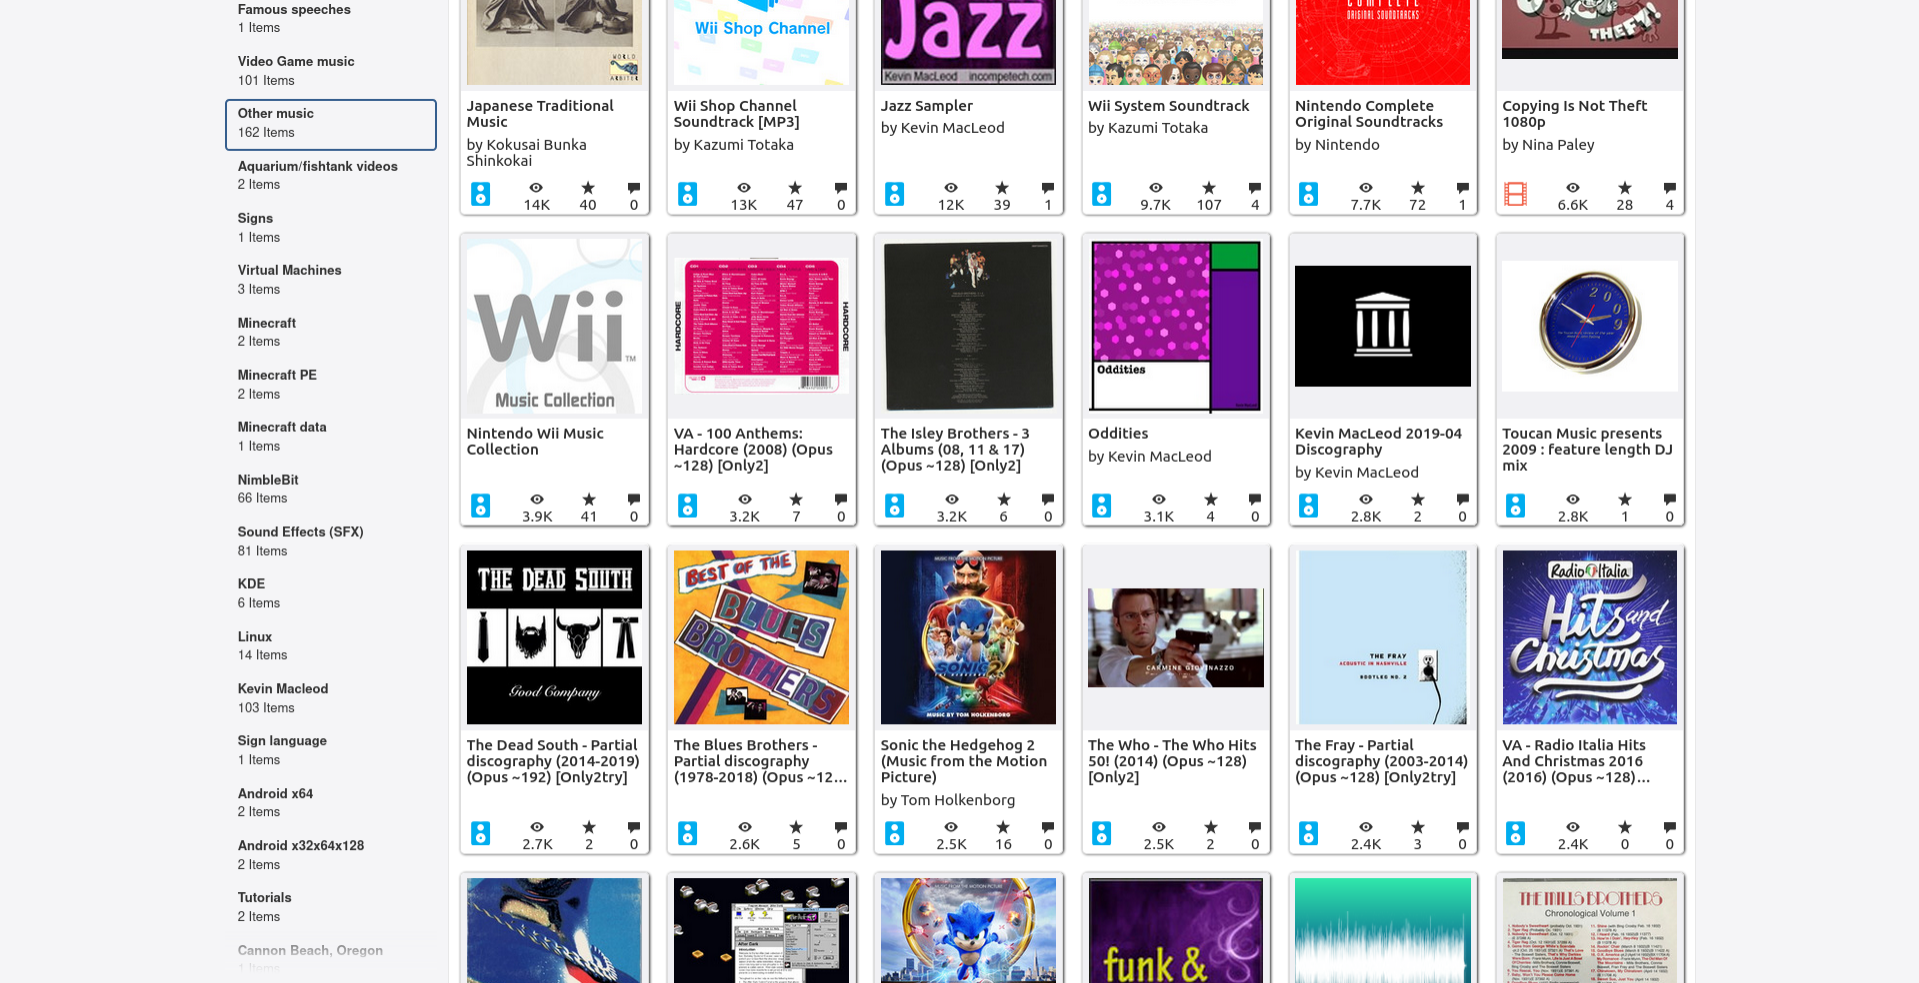 Famous speeches
1 Items
Video Game music
101 Items
Other music
162 Items
Aquarium/fishtank videos
2 Items
Signs
1 Items
Virtual Machines
3 Items
Minecraft
2 Items
Minecraft PE
2 Items
Minecraft data
1 Items
NimbleBit
66 Items
Sound Effects (SFX)
81 Items
KDE
6 Items
Linux
14 Items
Kevin Macleod
103 Items
Sign language
1 Items
Android x64
2 Items
Android x32x64x128
2 Items
Tutorials
2 Items
Cannon Beach, Oregon
1 Items
WORLD
ARBITER
Japanese Traditional
Music
by Kokusai Bunka
Shinkokai
14K 40 0
Wii Shop Channel
Wii Shop Channel
Soundtrack [MP3]
by Kazumi Totaka
13K 47 0
Jazz
Kevin MacLeod incompetech.com
Jazz Sampler
by Kevin MacLeod
12K 39 1
Wii System Soundtrack
by Kazumi Totaka
9.7K 107 4
COMPLETE
ORIGINAL SOUNDTRACKS
Nintendo Complete
Original Soundtracks
by Nintendo
7.7K 72 1
THEFT!
Copying Is Not Theft
1080p
by Nina Paley
6.6K 28 4
Wii™
Music Collection
Nintendo Wii Music
Collection
3.9K 41 0
HARDCORE
HARDCORE
VA - 100 Anthems:
Hardcore (2008) (Opus
~128) [Only2]
3.2K 7 0
The Isley Brothers - 3
Albums (08, 11 & 17)
(Opus ~128) [Only2]
3.2K 6 0
Oddities
Oddities
by Kevin MacLeod
3.1K 4 0
Kevin MacLeod 2019-04
Discography
by Kevin MacLeod
2.8K 2 0
2009
Toucan Music presents
2009 : feature length DJ
mix
2.8K 1 0
THE DEAD SOUTH
Good Company
The Dead South - Partial
discography (2014-2019)
(Opus ~192) [Only2try]
2.7K 2 0
BEST OF THE
BLUES
BROTHERS
The Blues Brothers -
Partial discography
(1978-2018) (Opus ~12...
2.6K 5 0
MUSIC FROM THE MOTION PICTURE
SONIC 2
MUSIC BY TOM HOLKENBORG
Sonic the Hedgehog 2
(Music from the Motion
Picture)
by Tom Holkenborg
2.5K 16 0
CARMINE GIOVINAZZO
The Who - The Who Hits
50! (2014) (Opus ~128)
[Only2]
2.5K 2 0
THE FRAY
ACOUSTIC IN NASHVILLE
BOOTLEG NO. 2
The Fray - Partial
discography (2003-2014)
(Opus ~128) [Only2try]
2.4K 3 0
Radio Italia
Hits and
Christmas
VA - Radio Italia Hits
And Christmas 2016
(2016) (Opus ~128)...
2.4K 0 0
After Dark
MUSIC FROM THE MOTION PICTURE
funk &
THE MILLS BROTHERS
Chronological Volume 1